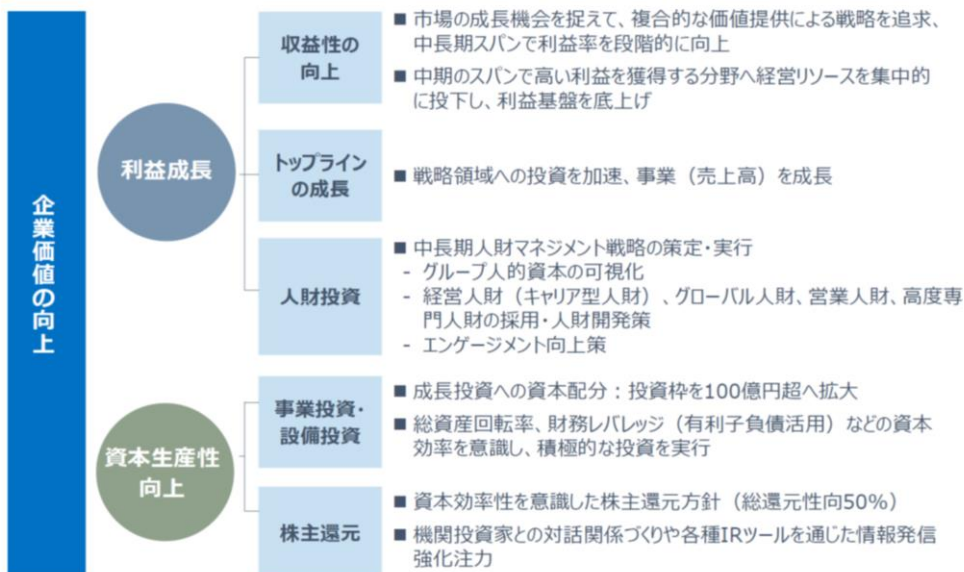 企業価値の向上
利益成長
収益性の
向上
■ 市場の成長機会を捉えて、複合的な価値提供による戦略を追求、
中長期スパンで利益率を段階的に向上
■ 中期のスパンで高い利益を獲得する分野へ経営リソースを集中的
に投下し、利益基盤を底上げ
トップライン
の成長
■ 戦略領域への投資を加速、事業（売上高）を成長
人財投資
■ 中長期人財マネジメント戦略の策定・実行
- グループ人的資本の可視化
- 経営人財（キャリア型人財）、グローバル人財、営業人財、高度専
門人財の採用・人財開発策
- エンゲージメント向上策
資本生産性
向上
事業投資・
設備投資
■ 成長投資への資本配分：投資枠を100億円超へ拡大
■ 総資産回転率、財務レバレッジ（有利子負債活用）などの資本
効率を意識し、積極的な投資を実行
株主還元
■ 資本効率性を意識した株主還元方針（総還元性向50%）
■ 機関投資家との対話関係づくりや各種IRツールを通じた情報発信
強化注力